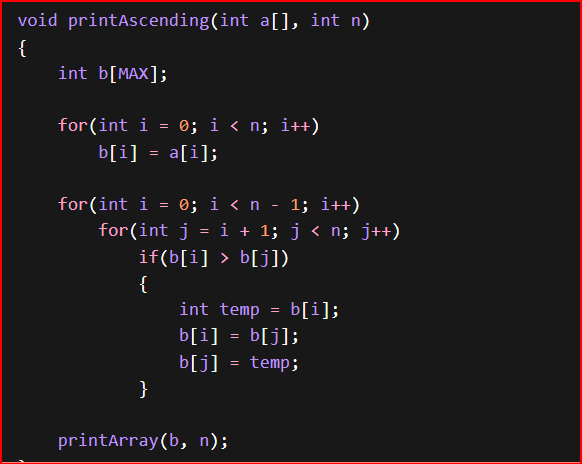 void printAscending(int a[], int n)
{
    int b[MAX];

    for(int i = 0; i < n; i++)
        b[i] = a[i];

    for(int i = 0; i < n - 1; i++)
        for(int j = i + 1; j < n; j++)
            if(b[i] > b[j])
            {
                int temp = b[i];
                b[i] = b[j];
                b[j] = temp;
            }

    printArray(b, n);
}